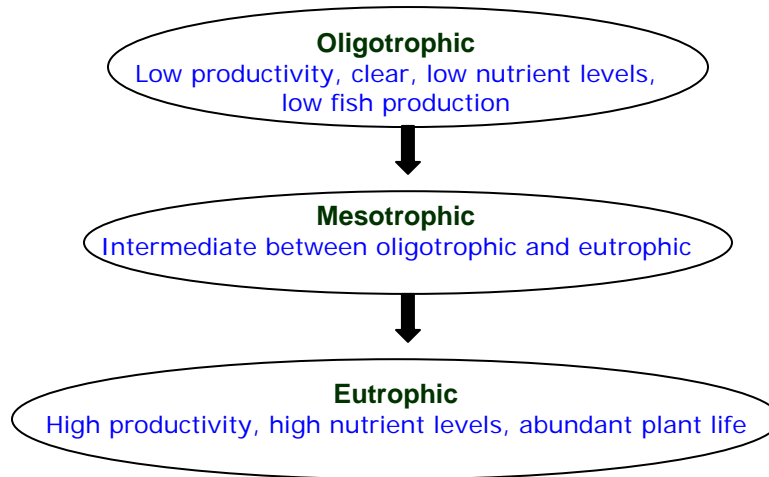 Oligotrophic
Low productivity, clear, low nutrient levels,
low fish production
Mesotrophic
Intermediate between oligotrophic and eutrophic
Eutrophic
High productivity, high nutrient levels, abundant plant life